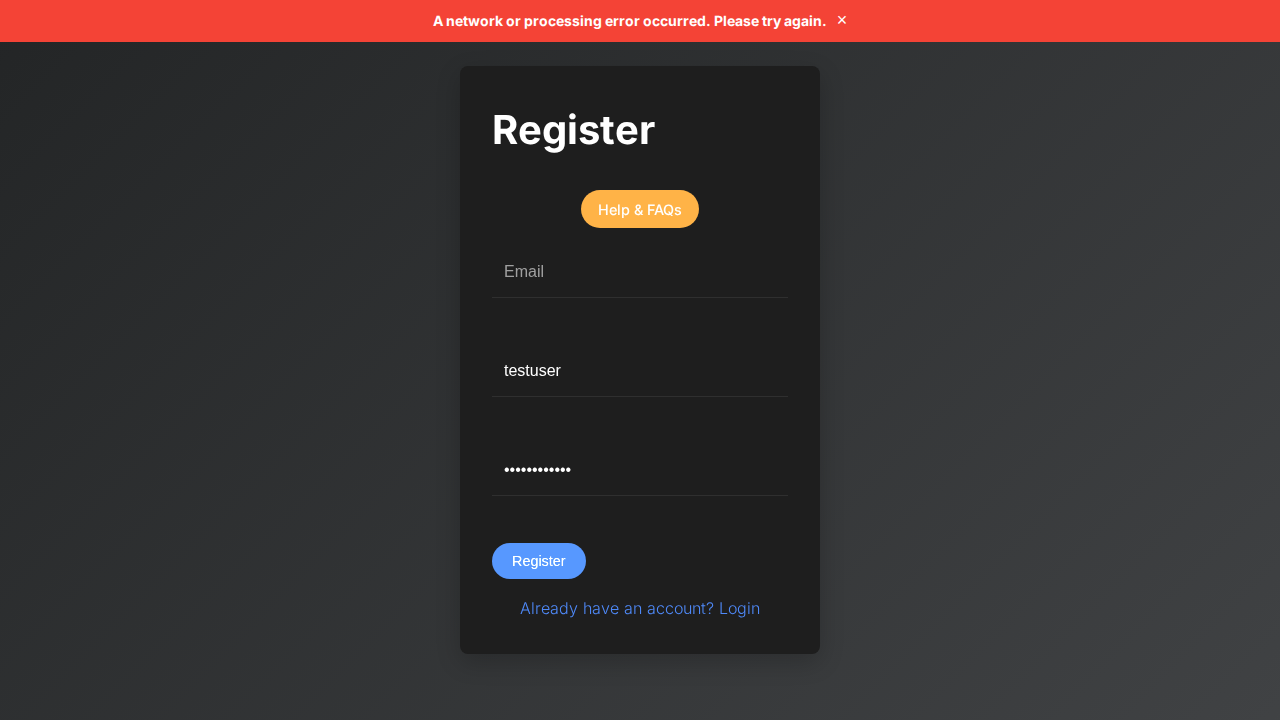 A network or processing error occurred. Please try again. ×
Register
Help & FAQs
Email
testuser
••••••••••••
Register
Already have an account? Login